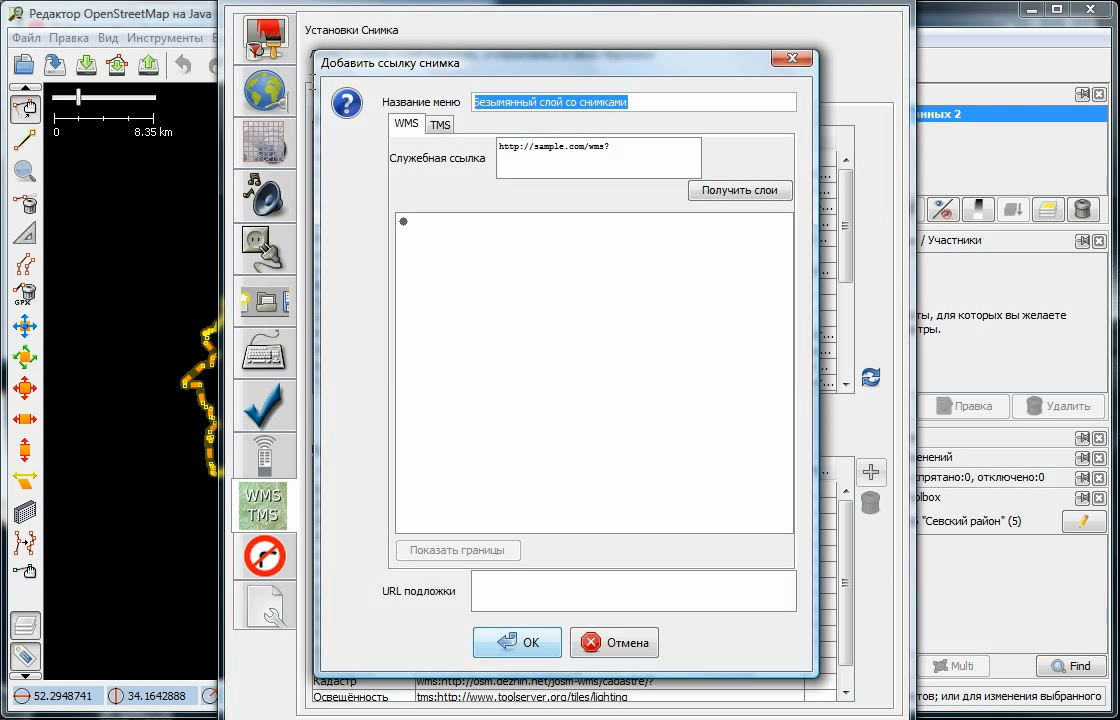 Редактор OpenStreetMap на Java
Файл Правка Вид Инструменты
8.35 km
0
52.2948741
34.1642888
GPX
WMS
TMS
Установки Снимка
Добавить ссылку снимка
Название меню
Безымянный слой со снимками
WMS
TMS
Служебная ссылка
http://sample.com/wms?
Получить слои
Показать границы
URL подложки
OK
Отмена
Кадастр
wms:http://osm.dezhin.net/josm-wms/cadastre/?
Освещённость
tms:http://www.toolserver.org/tiles/lighting
нных 2
/ Участники
ты, для которых вы желаете
тры.
Правка
Удалить
енений
спрятано:0, отключено:0
olbox
"Севский район" (5)
Multi
Find
тов; или для изменения выбранного